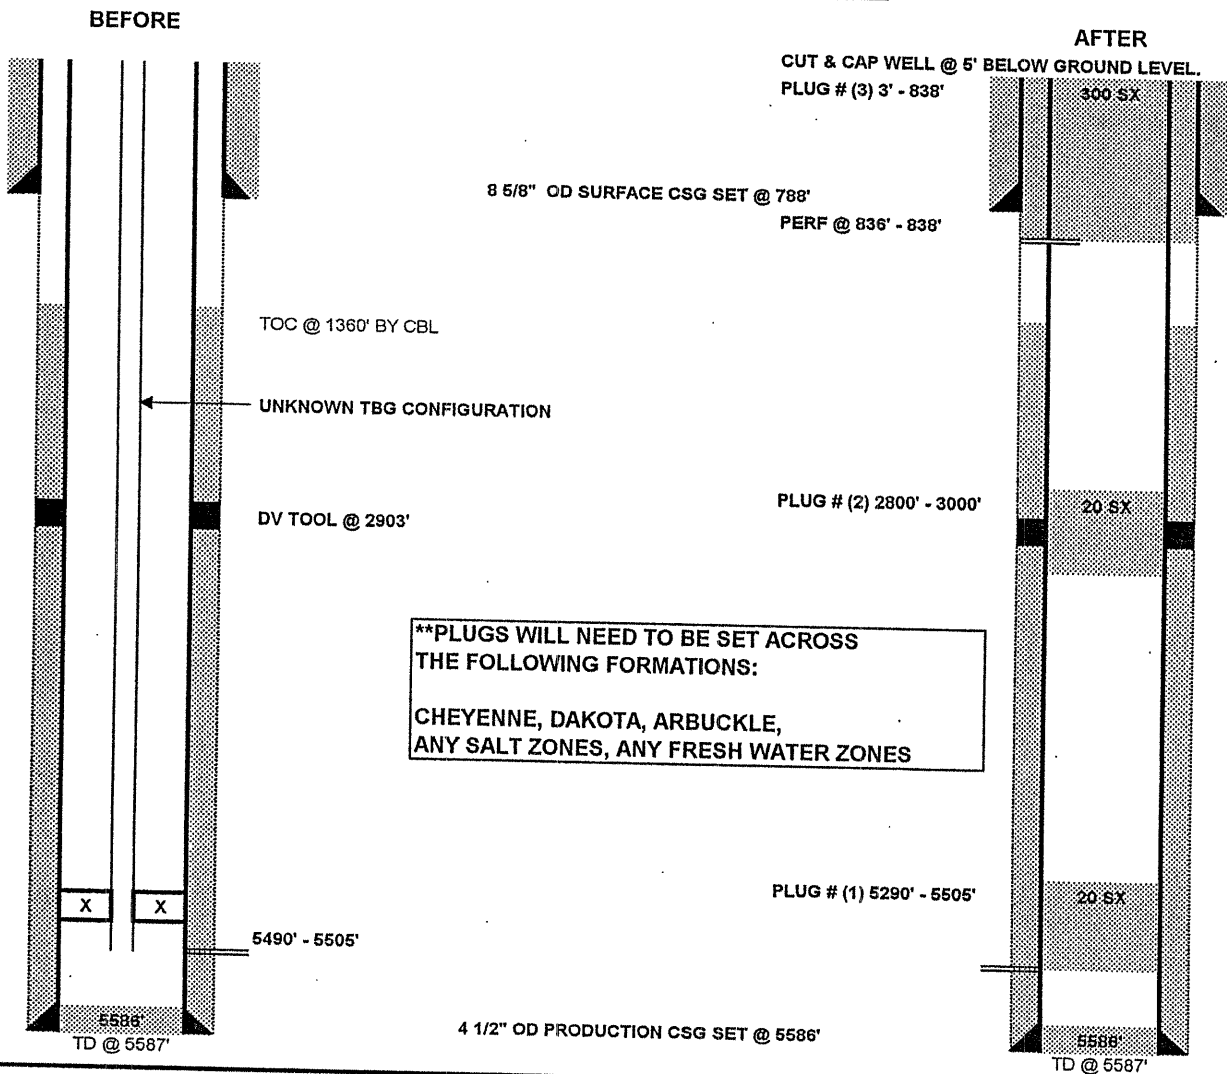 BEFORE
AFTER
CUT & CAP WELL @ 5' BELOW GROUND LEVEL.
PLUG # (3) 3' - 838'
300 SX
8 5/8" OD SURFACE CSG SET @ 788'
PERF @ 836' - 838'
TOC @ 1360' BY CBL
UNKNOWN TBG CONFIGURATION
PLUG # (2) 2800' - 3000'
20 SX
DV TOOL @ 2903'
**PLUGS WILL NEED TO BE SET ACROSS
THE FOLLOWING FORMATIONS:
CHEYENNE, DAKOTA, ARBUCKLE,
ANY SALT ZONES, ANY FRESH WATER ZONES
PLUG # (1) 5290' - 5505'
20 SX
X X
5490' - 5505'
5586'
TD @ 5587'
4 1/2" OD PRODUCTION CSG SET @ 5586'
5586'
TD @ 5587'